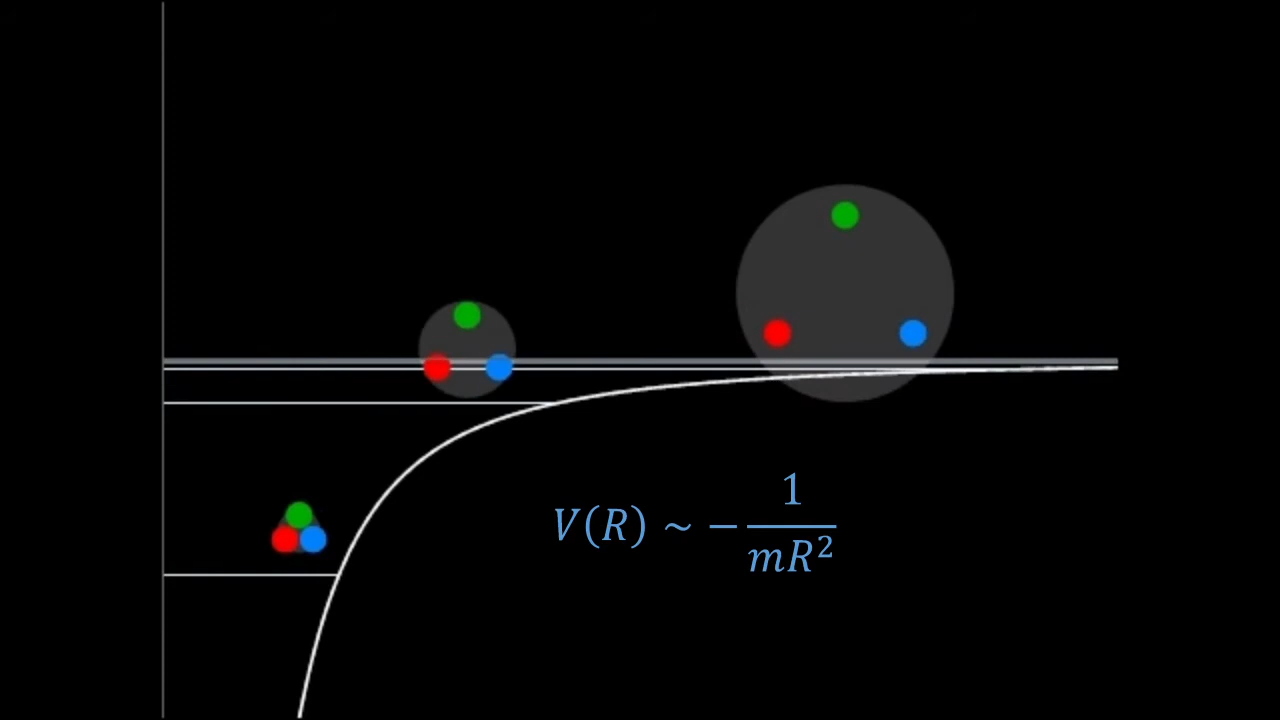 V(R) ~ − 1/mR²